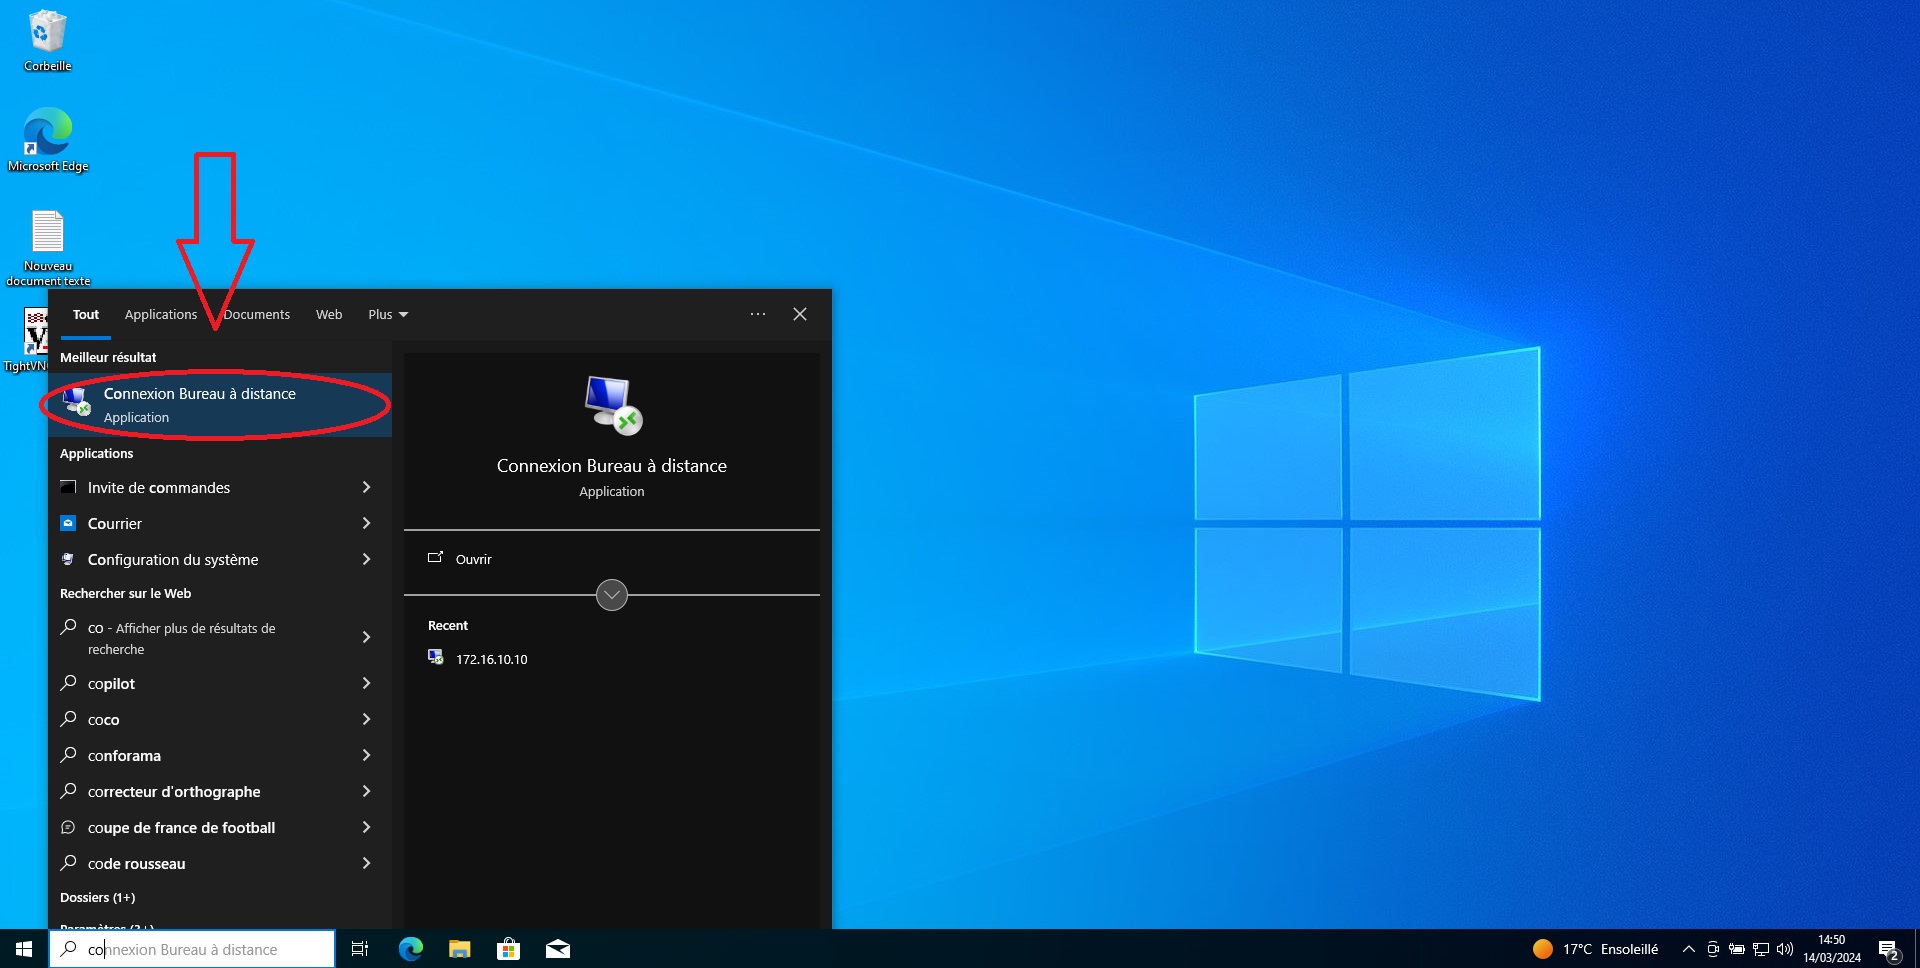 Corbeille
Microsoft Edge
Nouveau
document texte
TightVN
Tout
Applications
Documents
Web
Plus
Meilleur résultat
Connexion Bureau à distance
Application
Applications
Invite de commandes
Courrier
Configuration du système
Rechercher sur le Web
co - Afficher plus de résultats de
recherche
copilot
coco
conforama
correcteur d'orthographe
coupe de france de football
code rousseau
Dossiers (1+)
Paramètres (3+)
Connexion Bureau à distance
Application
Ouvrir
Recent
172.16.10.10
connexion Bureau à distance
17°C Ensoleillé
14:50
14/03/2024
2